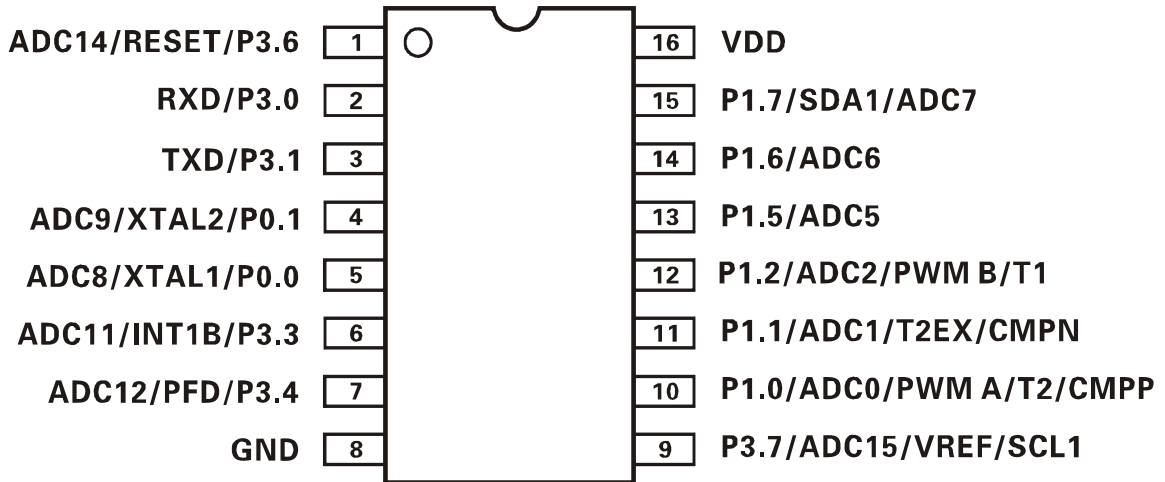 ADC14/RESET/P3.6 1 16 VDD
RXD/P3.0 2 15 P1.7/SDA1/ADC7
TXD/P3.1 3 14 P1.6/ADC6
ADC9/XTAL2/P0.1 4 13 P1.5/ADC5
ADC8/XTAL1/P0.0 5 12 P1.2/ADC2/PWM B/T1
ADC11/INT1B/P3.3 6 11 P1.1/ADC1/T2EX/CMPN
ADC12/PFD/P3.4 7 10 P1.0/ADC0/PWM A/T2/CMPP
GND 8 9 P3.7/ADC15/VREF/SCL1